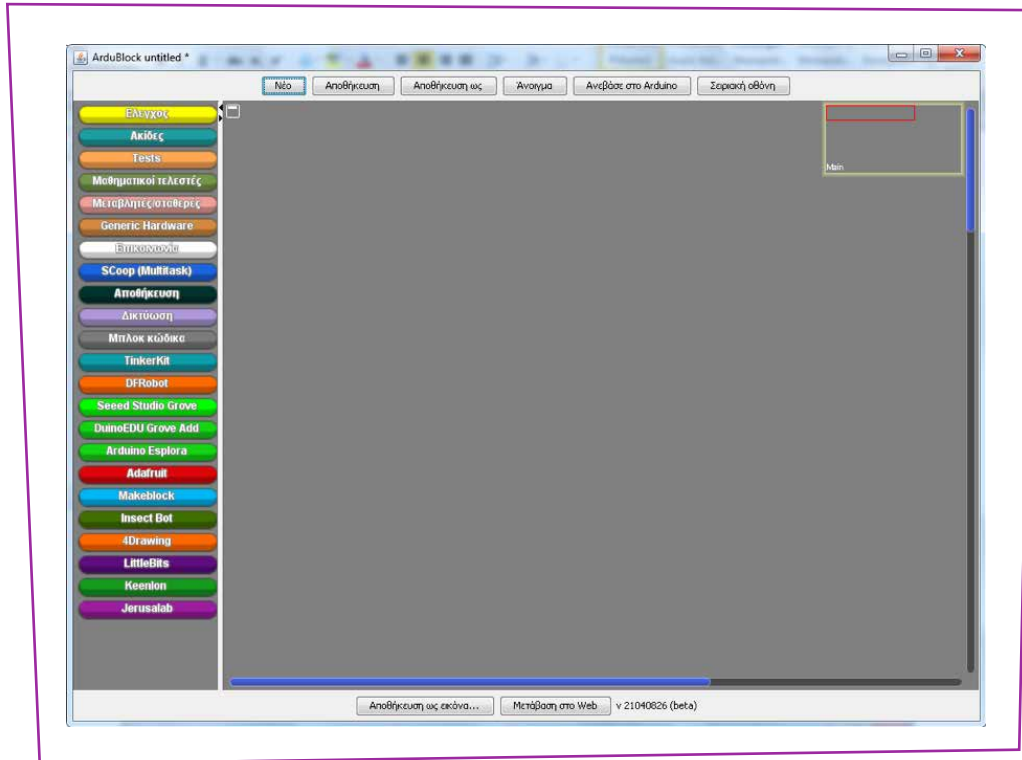 ArduBlock untitled *
Νέο Αποθήκευση Αποθήκευση ως Άνοιγμα Ανεβάσε στο Arduino Σειριακή οθόνη
Έλεγχος
Ακίδες
Tests
Μαθηματικοί τελεστές
Μεταβλητές/σταθερές
Generic Hardware
Επικοινωνία
SCoop (Multitask)
Αποθήκευση
Δικτύωση
Μπλοκ κώδικα
TinkerKit
DFRobot
Seeed Studio Grove
DuinoEDU Grove Add
Arduino Esplora
Adafruit
Makeblock
Insect Bot
4Drawing
LittleBits
Keenlon
Jerusalab
Main
Αποθήκευση ως εικόνα... Μετάβαση στο Web v 21040826 (beta)